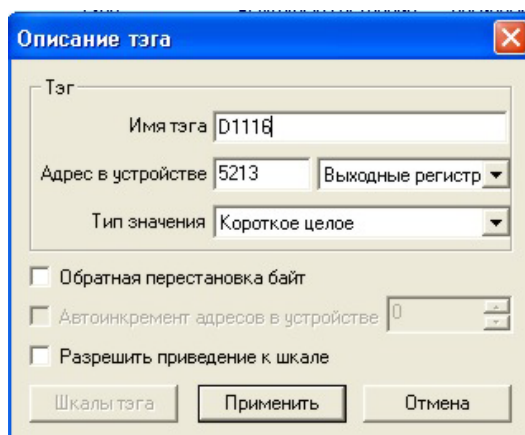 Описание тэга
Тэг
Имя тэга D1116
Адрес в устройстве 5213 Выходные регистр
Тип значения Короткое целое
Обратная перестановка байт
Автоинкремент адресов в устройстве 0
Разрешить приведение к шкале
Шкалы тэга Применить Отмена